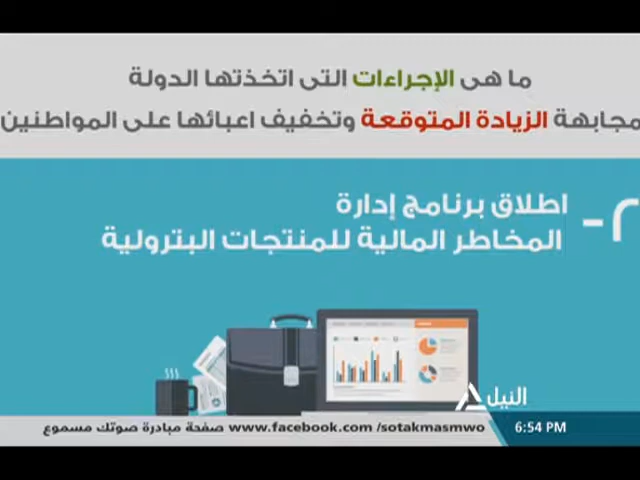 ما هى الإجراءات التى اتخذتها الدولة
مجابهة الزيادة المتوقعة وتخفيف اعبائها على المواطنين
٢- اطلاق برنامج إدارة
المخاطر المالية للمنتجات البترولية
النيل
صفحة مبادرة صوتك مسموع www.facebook.com /sotakmasmwo
6:54 PM